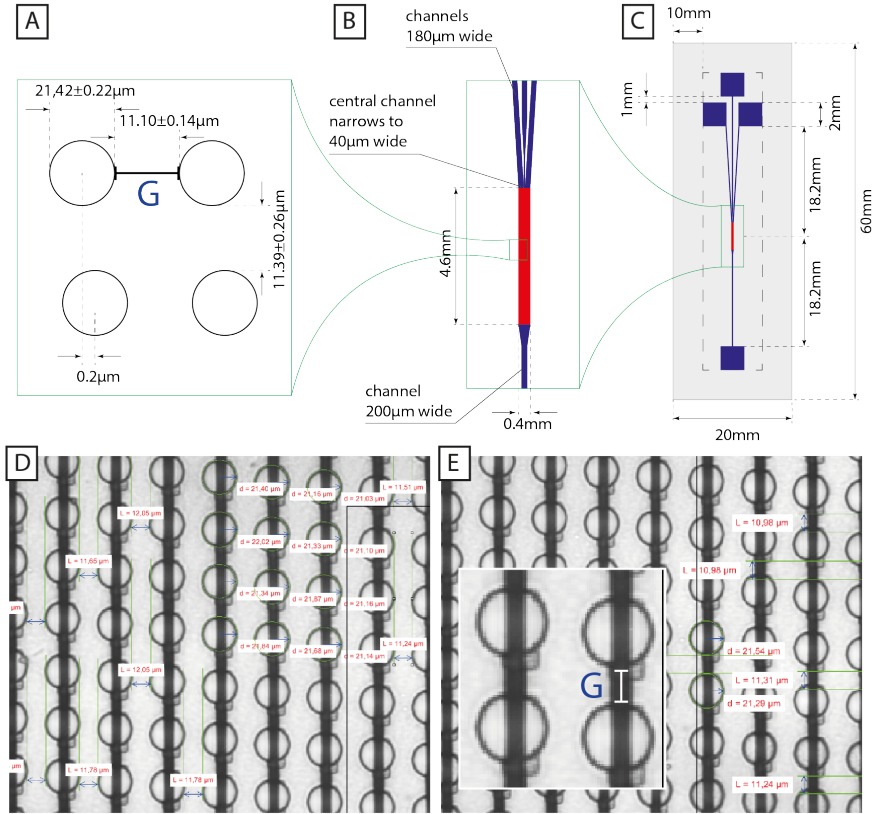 A
B
C
21,42±0.22µm
11.10±0.14µm
G
11.39±0.26µm
0.2µm
channels
180µm wide
central channel
narrows to
40µm wide
4.6mm
channel
200µm wide
0.4mm
10mm
1mm
2mm
18.2mm
18.2mm
60mm
20mm
D
L = 12,05 µm
L = 11,65 µm
µm
L = 12,05 µm
L = 11,78 µm
L = 11,78 µm
µm
d = 21,40 µm
d = 21,16 µm
d = 21,03 µm
L = 11,51 µm
d = 22,02 µm
d = 21,33 µm
d = 21,10 µm
d = 21,34 µm
d = 21,87 µm
d = 21,16 µm
d = 21,84 µm
d = 21,68 µm
d = 21,14 µm
L = 11,24 µm
E
L = 10,98 µm
L = 10,98 µm
d = 21,54 µm
L = 11,31 µm
d = 21,29 µm
L = 11,24 µm
G